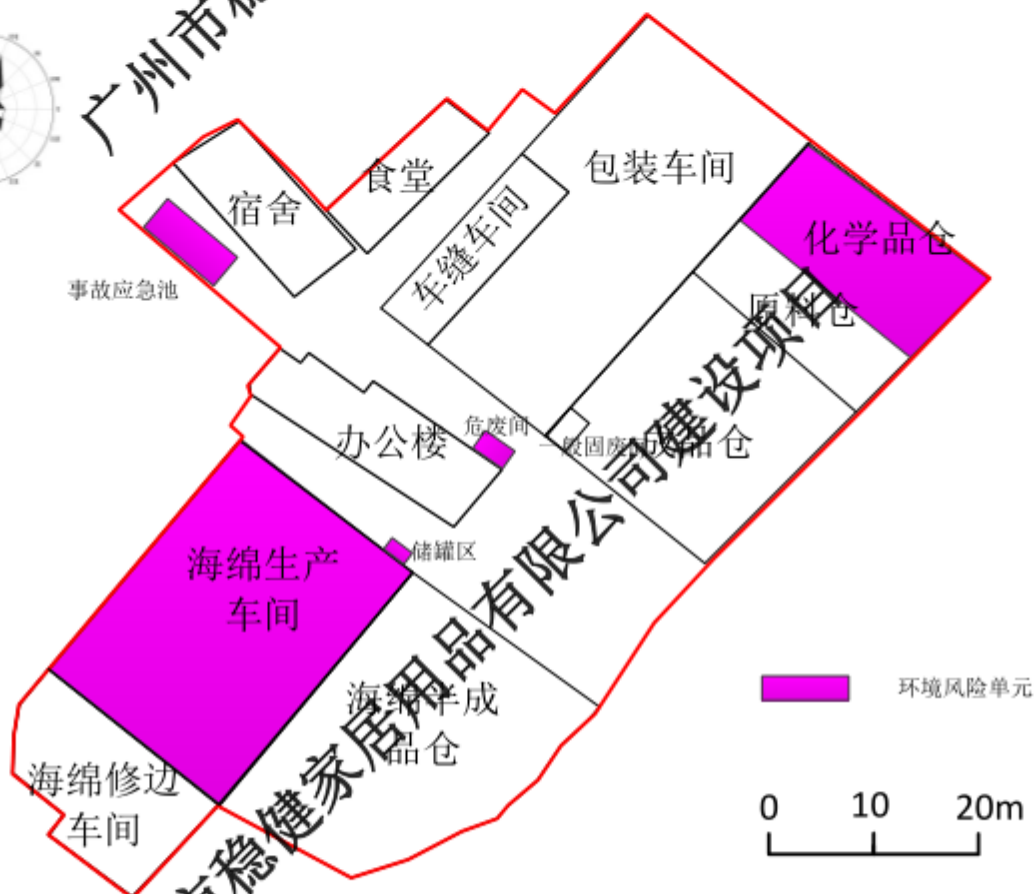 广州市稳
包装车间
食堂
宿舍
车缝车间
化学品仓
事故应急池
原料仓
危废间
办公楼
一般固废间
成品仓
储罐区
海绵生产
车间
环境风险单元
海绵半成
品仓
海绵修边
车间
0 10 20m
市稳健家居用品有限公司建设项目